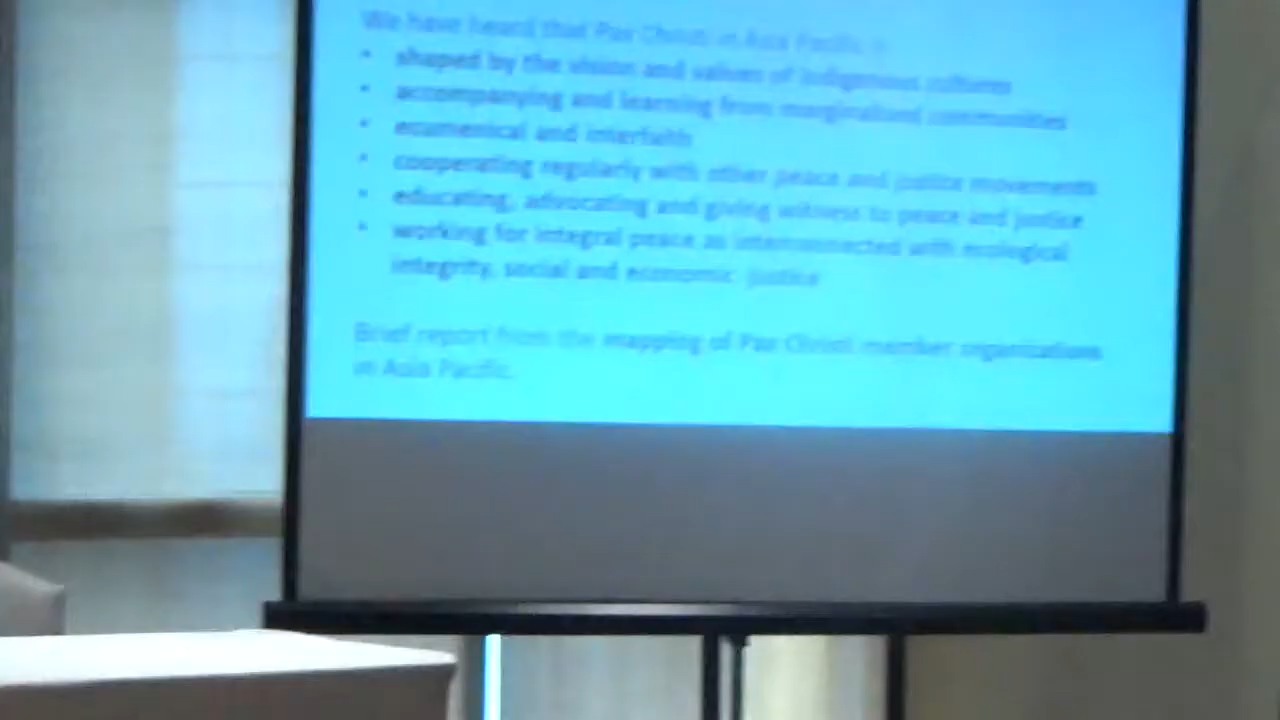 We have heard that Pax Christi in Asia Pacific is
• shaped by the vision and values of indigenous cultures
• accompanying and learning from marginalised communities
• ecumenical and interfaith
• cooperating regularly with other peace and justice movements
• educating, advocating and giving witness to peace and justice
• working for integral peace as interconnected with ecological
integrity, social and economic justice
Brief report from the mapping of Pax Christi member organizations
in Asia Pacific.